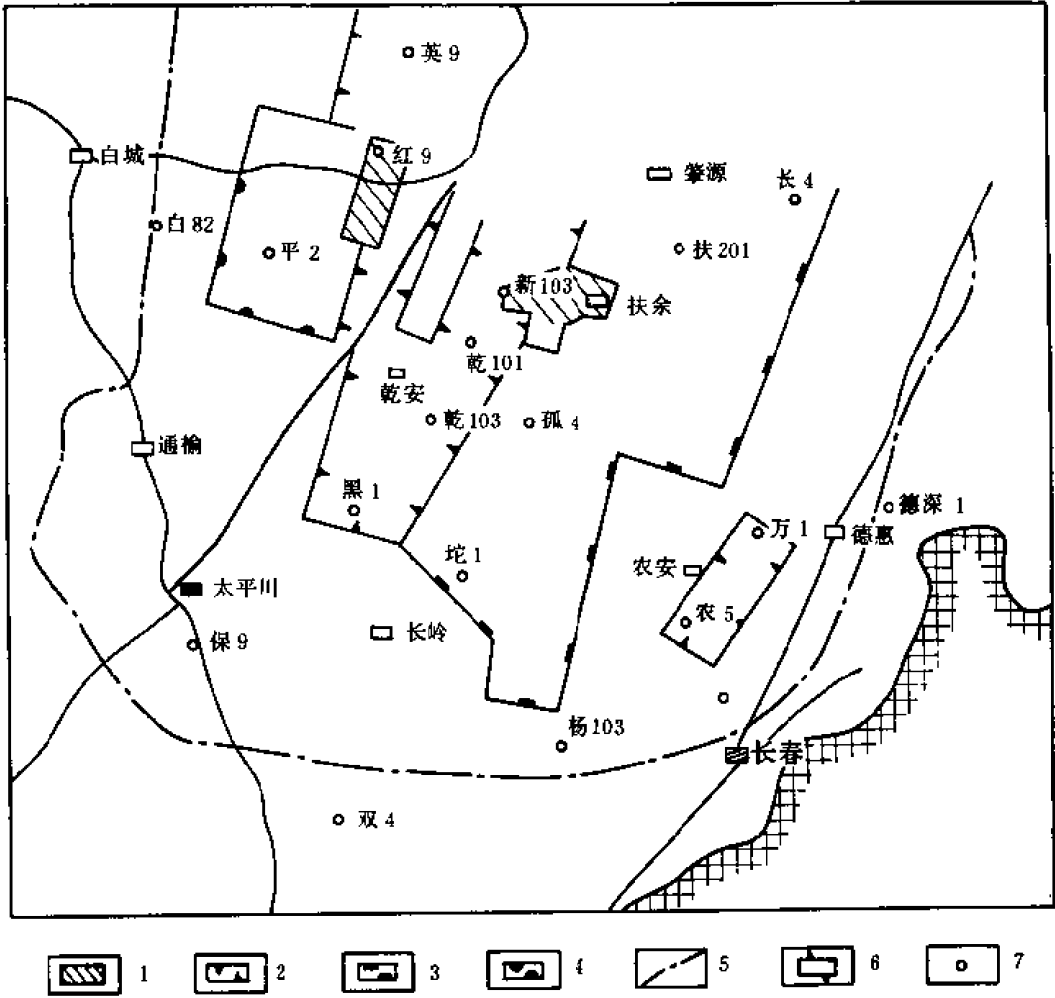 英 9
白城
红 9
肇源
长 4
白 82
平 2
扶 201
新 103
扶余
乾 101
乾安
乾 103
孤 4
通榆
黑 1
德深 1
万 1
德惠
坨 1
农安
太平川
农 5
保 9
长岭
杨 103
长春
双 4
1 2 3 4 5 6 7